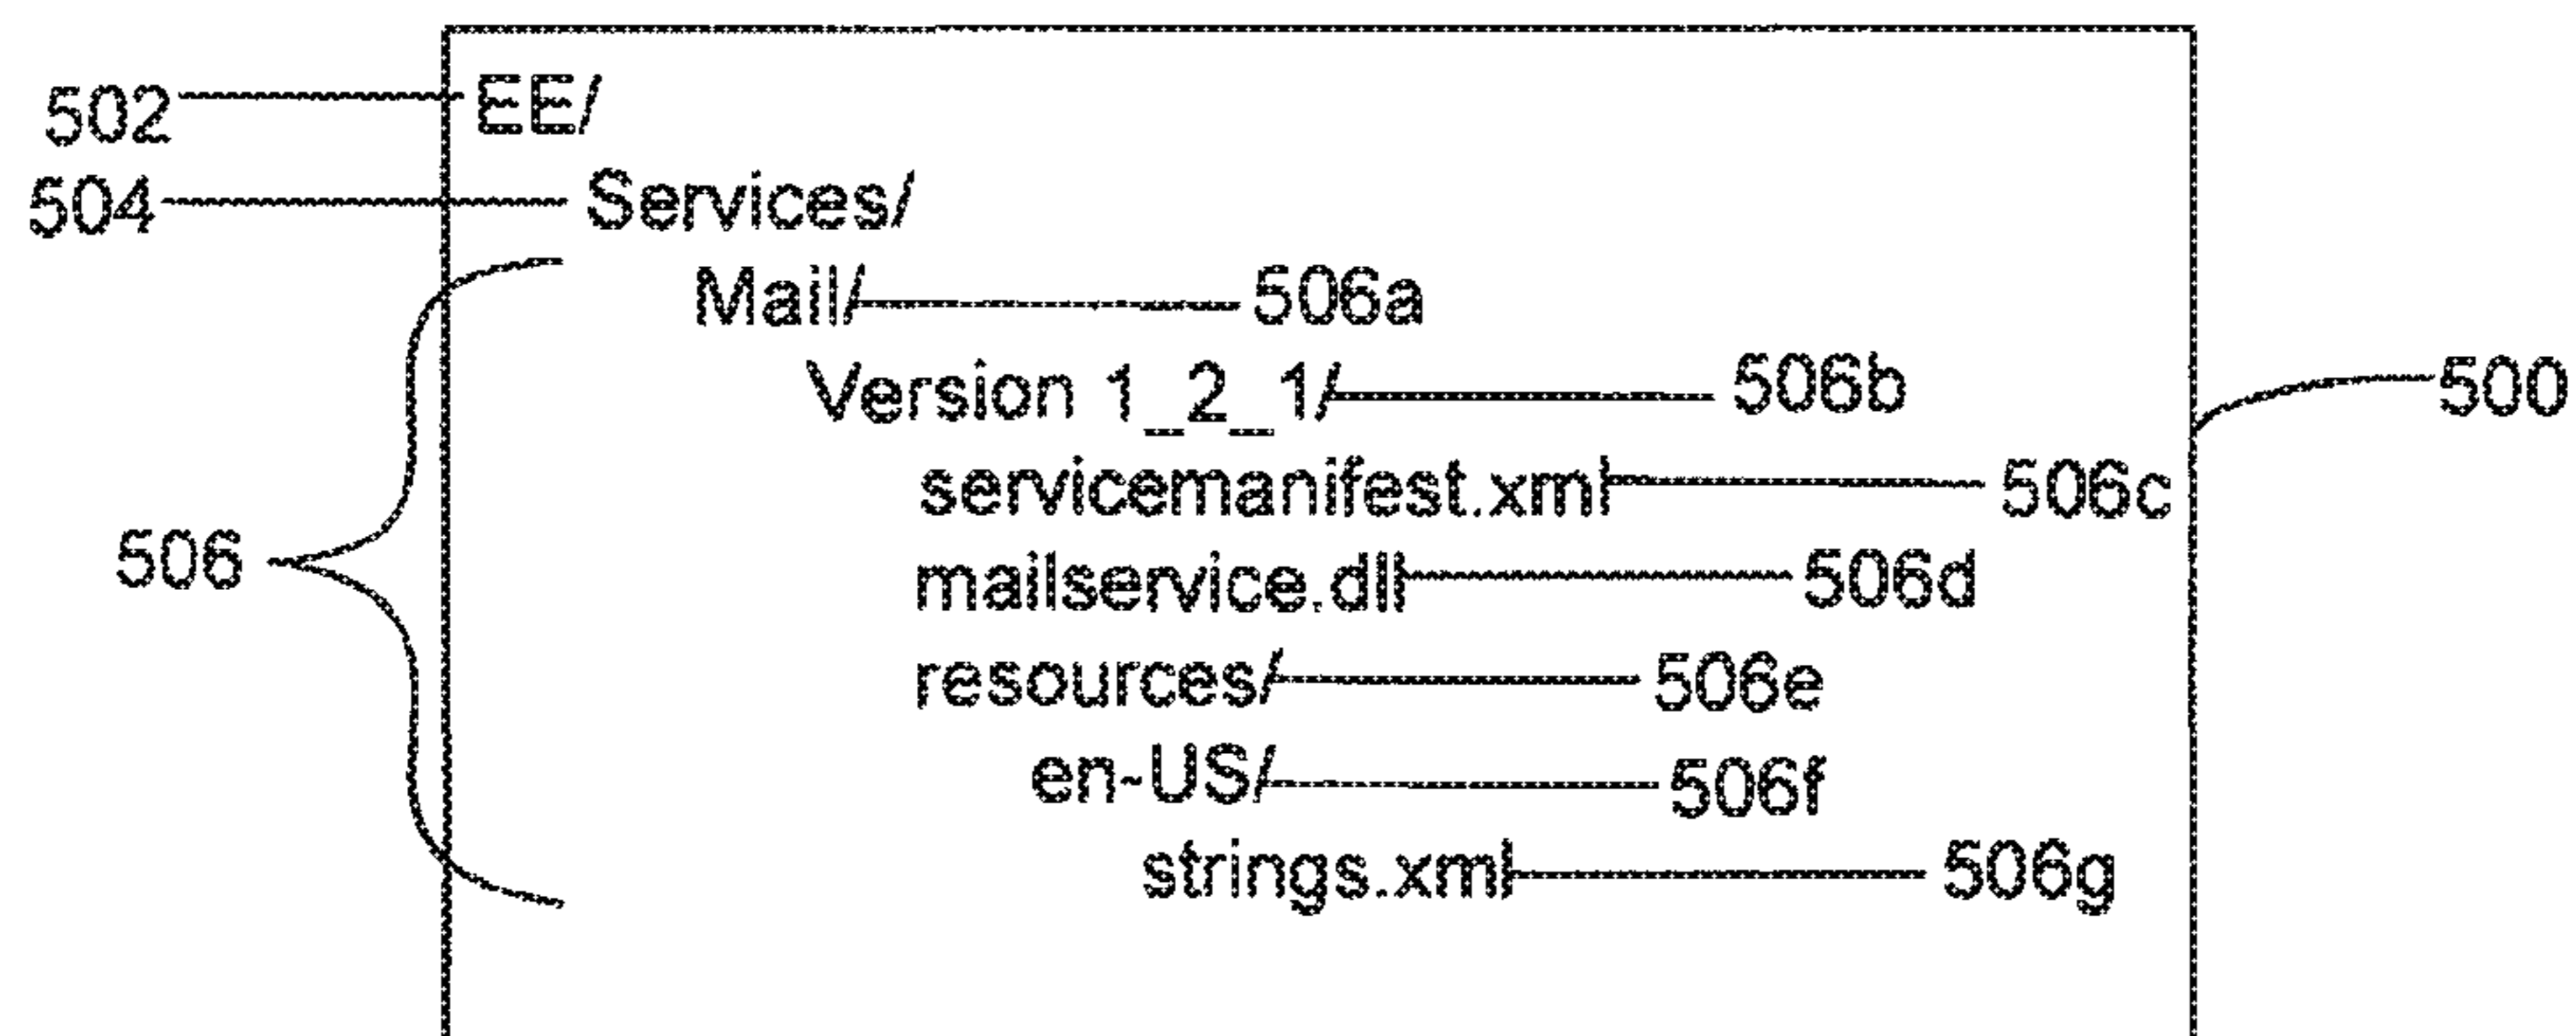 502 EE/
504 Services/
Mail/ 506a
Version 1_2_1/ 506b
500
servicemanifest.xml 506c
506 mailservice.dll 506d
resources/ 506e
en-US/ 506f
strings.xml 506g